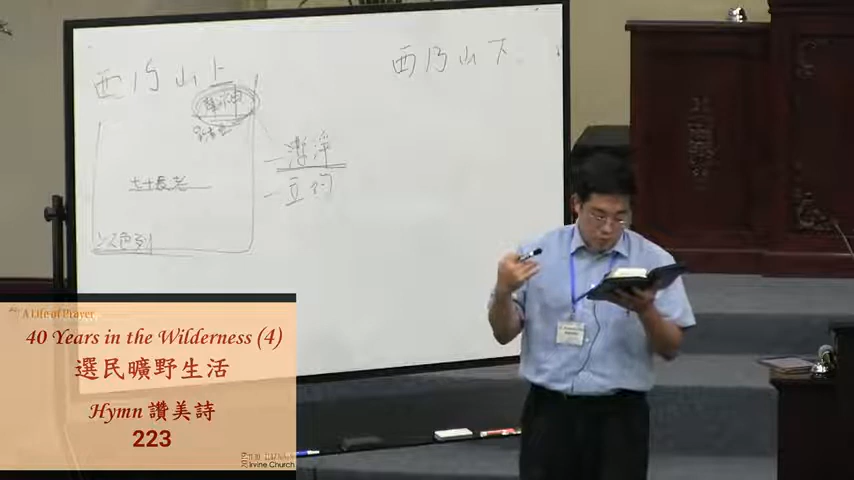 西乃山上
西乃山下
潔淨
立約
七十長老
以色列
A Life of Prayer
40 Years in the Wilderness (4)
選民曠野生活
Hymn 讚美詩
223
Irvine Church